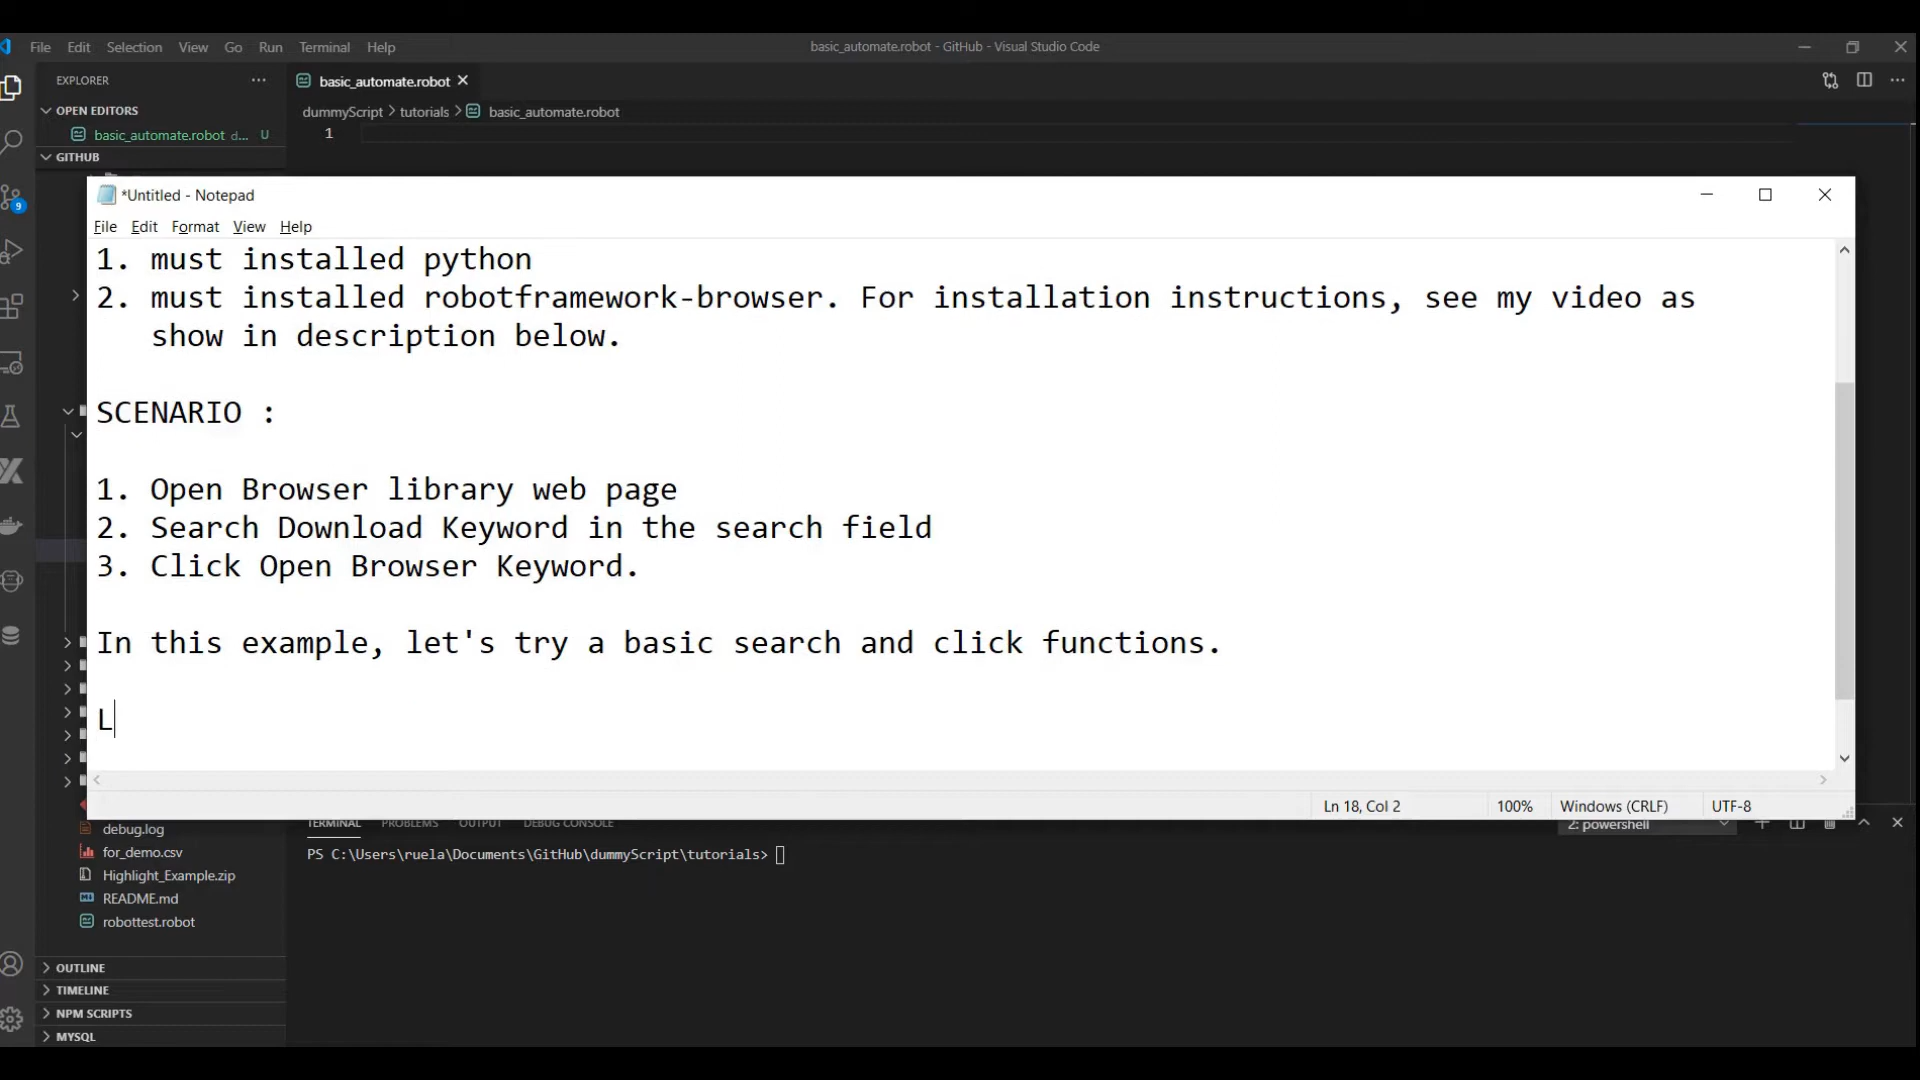 File Edit Selection View Go Run Terminal Help
basic_automate.robot - GitHub - Visual Studio Code
EXPLORER
basic_automate.robot
OPEN EDITORS
dummyScript > tutorials > basic_automate.robot
basic_automate.robot d... U
1
GITHUB
*Untitled - Notepad
9
File Edit Format View Help
1. must installed python
2. must installed robotframework-browser. For installation instructions, see my video as
show in description below.
SCENARIO :
1. Open Browser library web page
2. Search Download Keyword in the search field
3. Click Open Browser Keyword.
In this example, let's try a basic search and click functions.
L
Ln 18, Col 2 100% Windows (CRLF) UTF-8
TERMINAL PROBLEMS OUTPUT DEBUG CONSOLE
2: powershell
debug.log
PS C:\Users\ruela\Documents\GitHub\dummyScript\tutorials>
for_demo.csv
Highlight_Example.zip
README.md
robottest.robot
OUTLINE
TIMELINE
NPM SCRIPTS
MYSQL